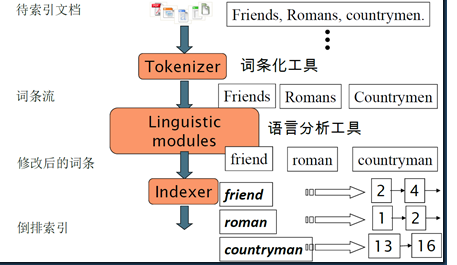 待索引文档
Friends, Romans, countrymen.
Tokenizer 词条化工具
词条流
Friends Romans Countrymen
Linguistic
modules
语言分析工具
修改后的词条
friend roman countryman
Indexer
倒排索引
friend 2 4
roman 1 2
countryman 13 16